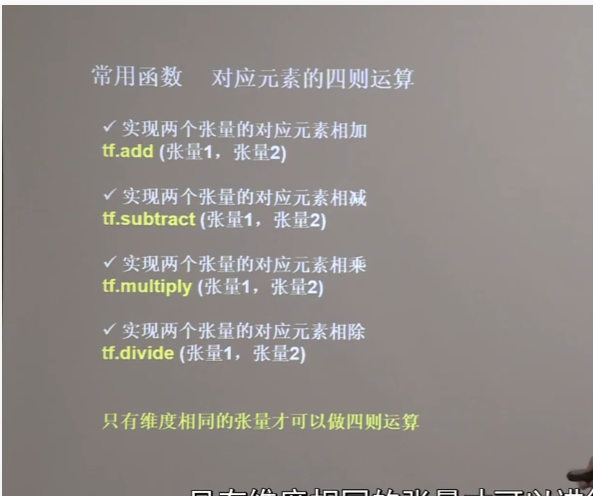 常用函数 对应元素的四则运算
✓ 实现两个张量的对应元素相加
tf.add (张量1，张量2)
✓ 实现两个张量的对应元素相减
tf.subtract (张量1，张量2)
✓ 实现两个张量的对应元素相乘
tf.multiply (张量1，张量2)
✓ 实现两个张量的对应元素相除
tf.divide (张量1，张量2)
只有维度相同的张量才可以做四则运算
只有维度相同的张量才可以进行